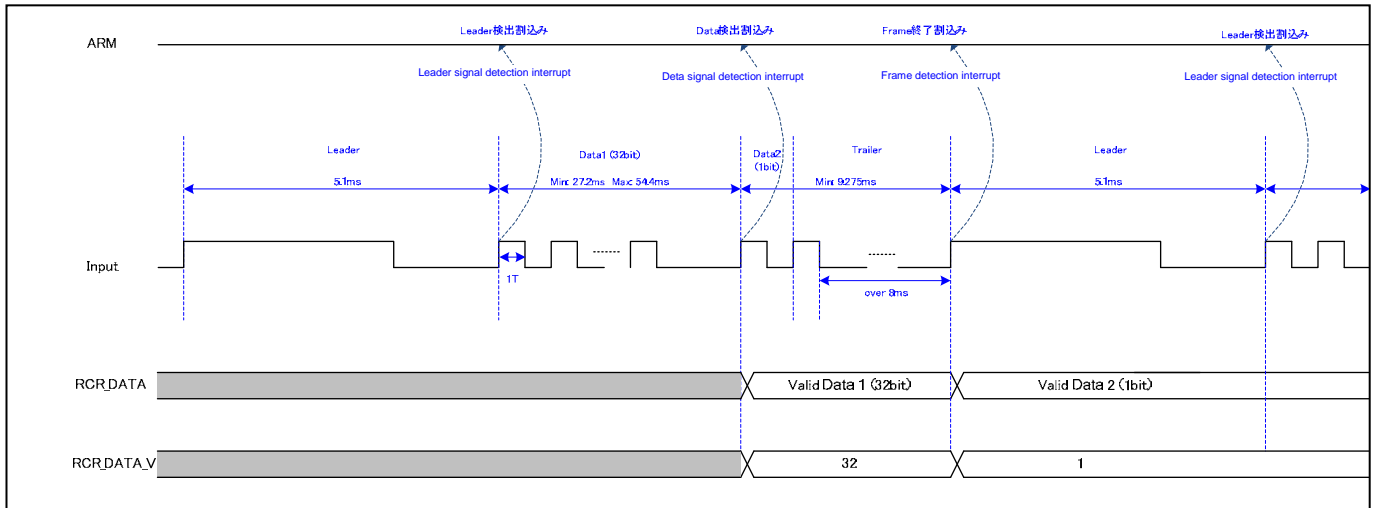 Leader検出割込み
Data検出割込み
Frame終了割込み
Leader検出割込み
ARM
Leader signal detection interrupt
Deta signal detection interrupt
Frame detection interrupt
Leader signal detection interrupt
Leader
Data1 (32bit)
Data2
(1bit)
Trailer
Leader
5.1ms
Min: 27.2ms Max: 54.4ms
Min: 9.275ms
5.1ms
Input
1T
over 8ms
RCR_DATA
Valid Data 1 (32bit)
Valid Data 2 (1bit)
RCR_DATA_V
32
1